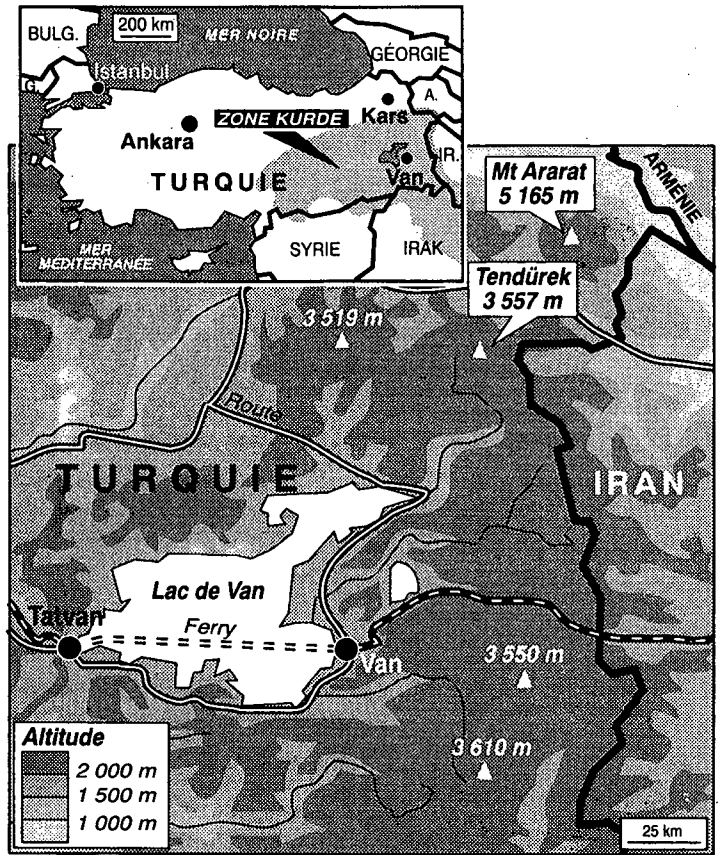 BULG.
200 km
MER NOIRE
GÉORGIE
Istanbul
G.
A.
Kars
Ankara
ZONE KURDE
IR.
Van
TURQUIE
MER
MÉDITERRANÉE
SYRIE
IRAK
Mt Ararat
5 165 m
ARMÉNIE
Tendürek
3 557 m
3 519 m
Route
TURQUIE
IRAN
Lac de Van
Tatvan
Ferry
Van
3 550 m
3 610 m
Altitude
2 000 m
1 500 m
1 000 m
25 km